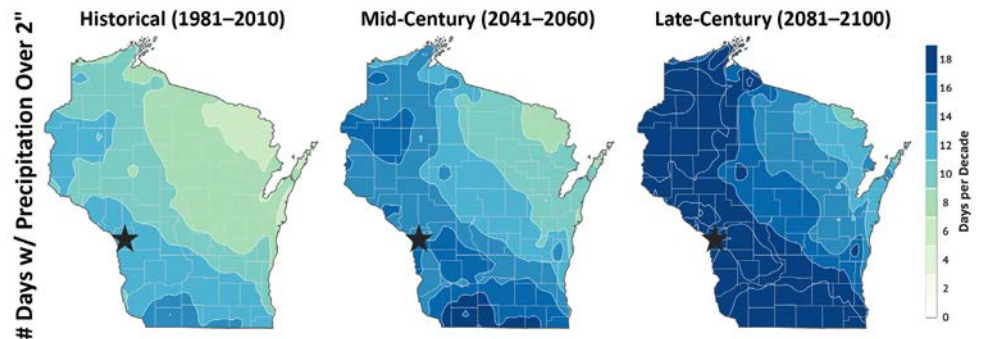 # Days w/ Precipitation Over 2"
Historical (1981–2010)
Mid-Century (2041–2060)
Late-Century (2081–2100)
18
16
14
12
10
8
6
4
2
0
Days per Decade